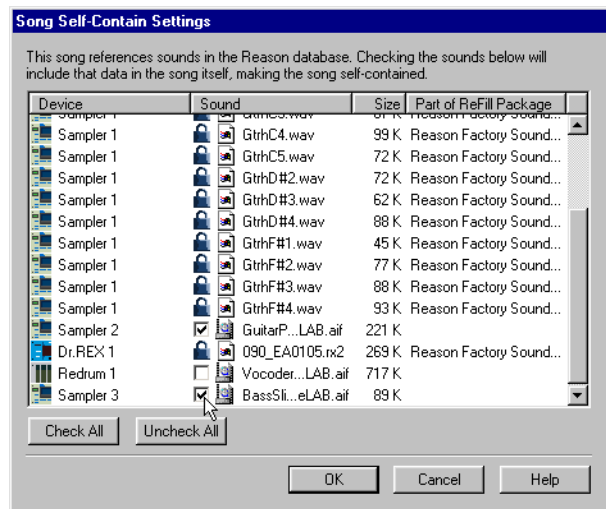 Song Self-Contain Settings
This song references sounds in the Reason database. Checking the sounds below will
include that data in the song itself, making the song self-contained.
Device Sound Size Part of ReFill Package
Sampler 1 GtrhC4.wav 99 K Reason Factory Sound...
Sampler 1 GtrhC5.wav 72 K Reason Factory Sound...
Sampler 1 GtrhD#2.wav 72 K Reason Factory Sound...
Sampler 1 GtrhD#3.wav 62 K Reason Factory Sound...
Sampler 1 GtrhD#4.wav 88 K Reason Factory Sound...
Sampler 1 GtrhF#1.wav 45 K Reason Factory Sound...
Sampler 1 GtrhF#2.wav 77 K Reason Factory Sound...
Sampler 1 GtrhF#3.wav 88 K Reason Factory Sound...
Sampler 1 GtrhF#4.wav 93 K Reason Factory Sound...
Sampler 2 GuitarP...LAB.aif 221 K
Dr.REX 1 090_EA0105.rx2 269 K Reason Factory Sound...
Redrum 1 Vocoder...LAB.aif 717 K
Sampler 3 BassSli...eLAB.aif 89 K
Check All Uncheck All
OK Cancel Help